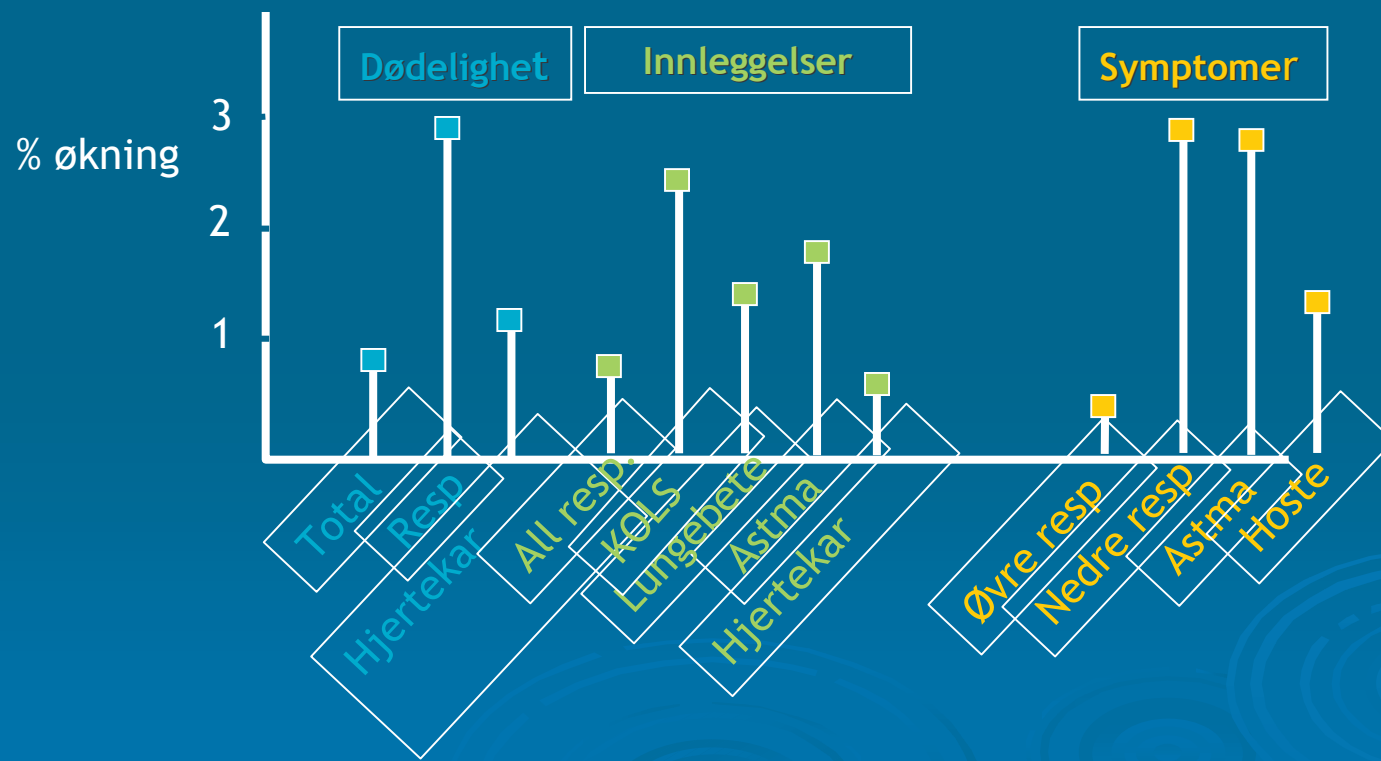 Dødelighet
Innleggelser
Symptomer
% økning
3
2
1
Total
Resp
Hjertekar
All resp.
KOLS
Lungebete
Astma
Hjertekar
Øvre resp
Nedre resp
Astma
Hoste